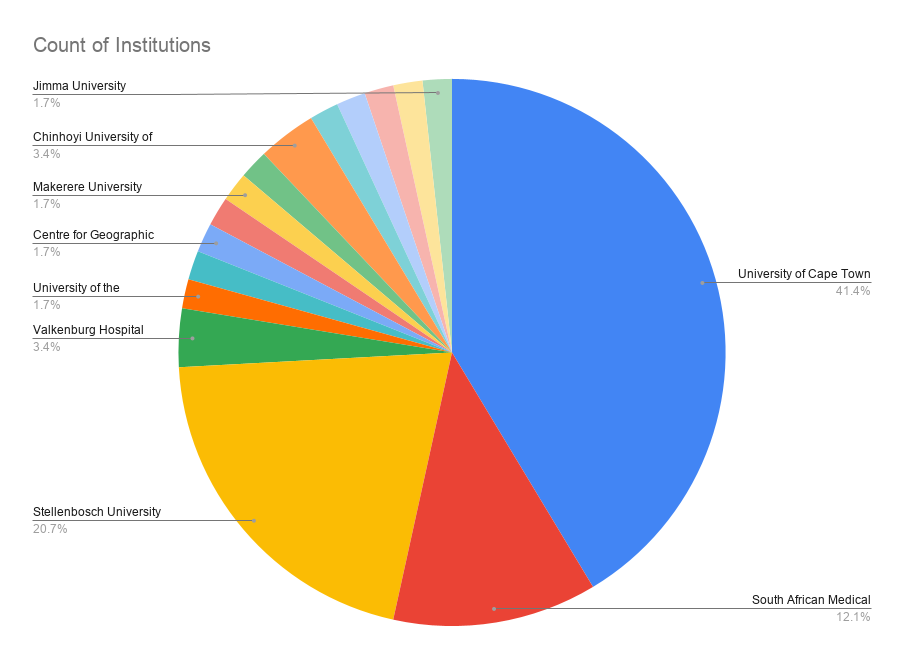 Count of Institutions
Jimma University
1.7%
Chinhoyi University of
3.4%
Makerere University
1.7%
Centre for Geographic
1.7%
University of the
1.7%
Valkenburg Hospital
3.4%
Stellenbosch University
20.7%
University of Cape Town
41.4%
South African Medical
12.1%